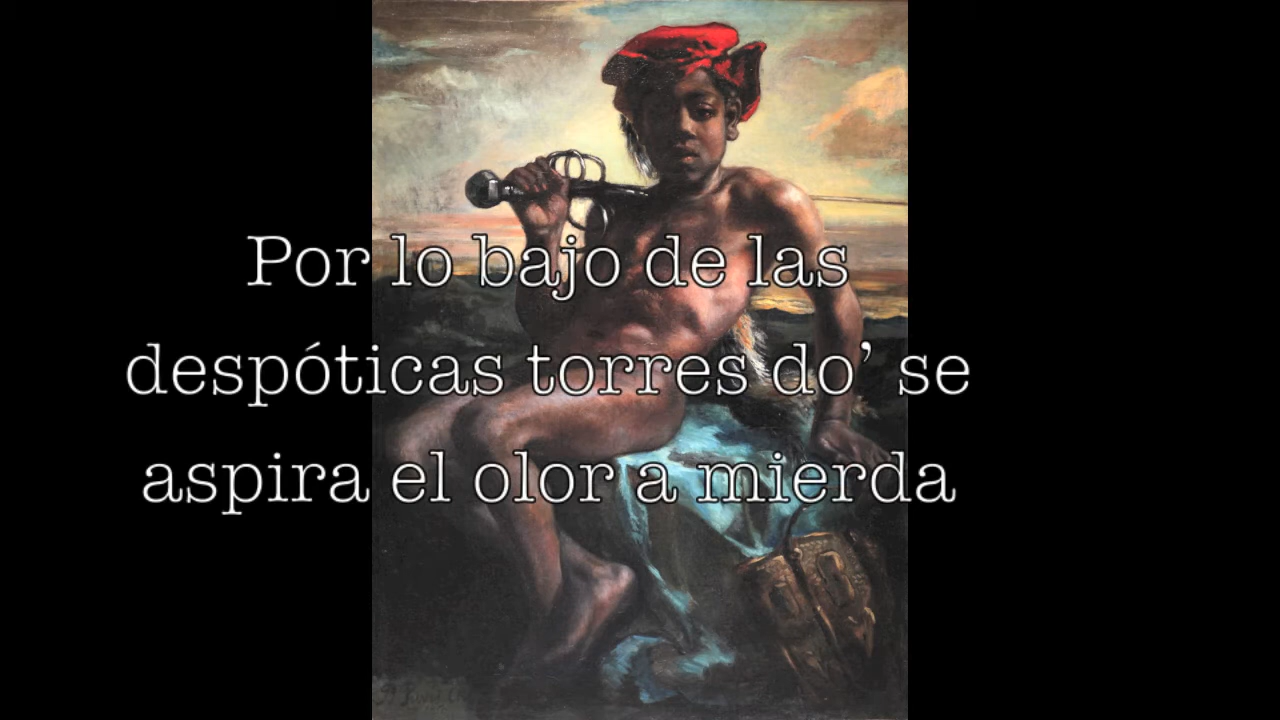 Por lo bajo de las
despóticas torres do’ se
aspira el olor a mierda